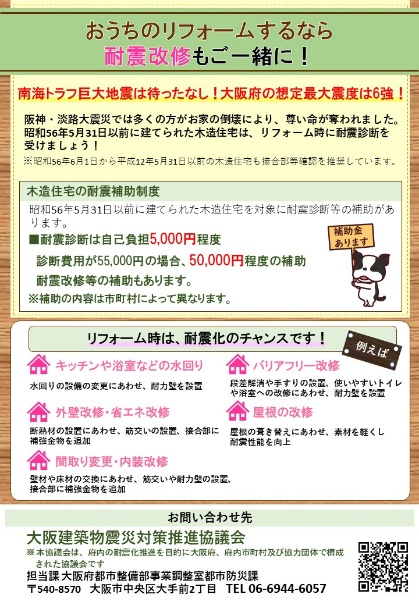 おうちのリフォームするなら
耐震改修もご一緒に！
南海トラフ巨大地震は待ったなし！大阪府の想定最大震度は6強！
阪神・淡路大震災では多くの方がお家の倒壊により、尊い命が奪われました。
昭和56年5月31日以前に建てられた木造住宅は、リフォーム時に耐震診断を
受けましょう！
※昭和56年6月1日から平成12年5月31日以前の木造住宅も接合部等確認を推奨しています。
木造住宅の耐震補助制度
昭和56年5月31日以前に建てられた木造住宅を対象に耐震診断等の補助があ
ります。
■耐震診断は自己負担5,000円程度
診断費用が55,000円の場合、50,000円程度の補助
耐震改修等の補助もあります。
※補助の内容は市町村によって異なります。
補助金
あります
リフォーム時は、耐震化のチャンスです！
例えば
キッチンや浴室などの水回り
水回りの設備の変更にあわせ、耐力壁を設置
バリアフリー改修
段差解消や手すりの設置、使いやすいトイレ
や浴室への改修にあわせ、耐力壁を設置
外壁改修・省エネ改修
断熱材の設置にあわせ、筋交いの設置、接合部に
補強金物を追加
屋根の改修
屋根の葺き替えにあわせ、素材を軽くし
耐震性能を向上
間取り変更・内装改修
壁材や床材の交換にあわせ、筋交いや耐力壁の設置、
接合部に補強金物を追加
お問い合わせ先
大阪建築物震災対策推進協議会
※本協議会は、府内の耐震化推進を目的に大阪府、府内市町村及び協力団体で構成
された協議会です
担当課 大阪府都市整備部事業調整室都市防災課
〒540-8570 大阪市中央区大手前2丁目 TEL 06-6944-6057